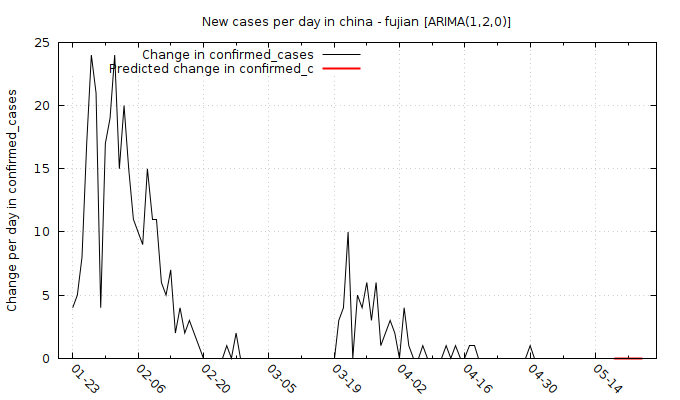 New cases per day in china - fujian [ARIMA(1,2,0)]
Change in confirmed_cases
Predicted change in confirmed_c
Change per day in confirmed_cases
25
20
15
10
5
0
01-23 02-06 02-20 03-05 03-19 04-02 04-16 04-30 05-14